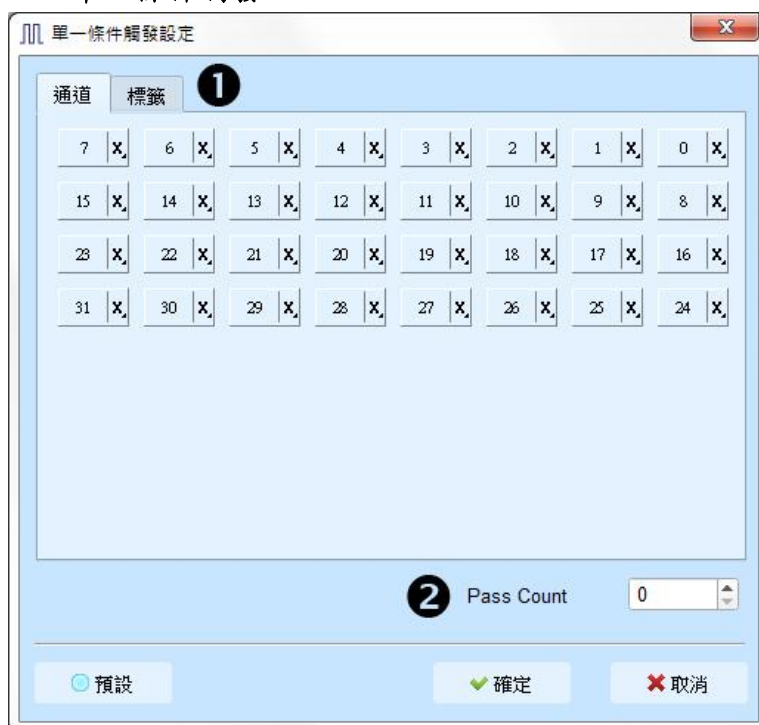 單一條件觸發設定
通道 標籤 ❶
7 X 6 X 5 X 4 X 3 X 2 X 1 X 0 X
15 X 14 X 13 X 12 X 11 X 10 X 9 X 8 X
23 X 22 X 21 X 20 X 19 X 18 X 17 X 16 X
31 X 30 X 29 X 28 X 27 X 26 X 25 X 24 X
❷ Pass Count 0
預設 確定 取消